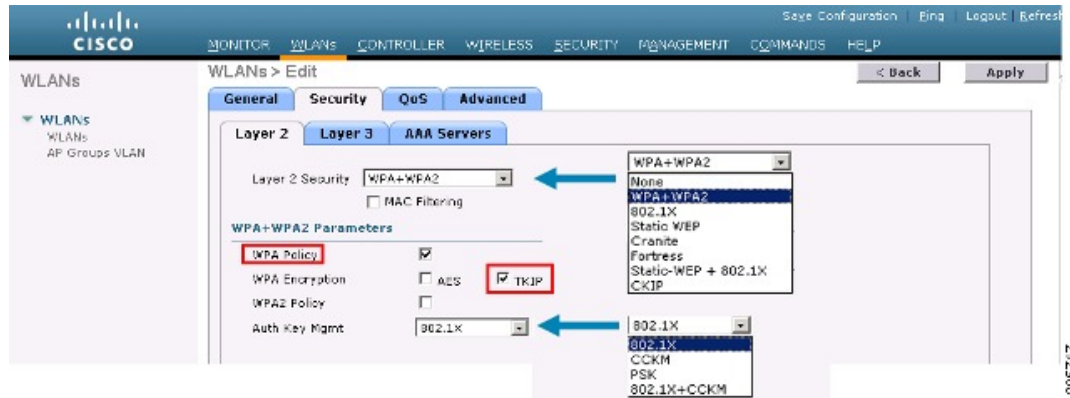 Save Configuration Ping Logout Refresh
CISCO
MONITOR WLANs CONTROLLER WIRELESS SECURITY MANAGEMENT COMMANDS HELP
WLANs
WLANs > Edit
< Back Apply
General Security QoS Advanced
WLANs
WLANs
AP Groups VLAN
Layer 2 Layer 3 AAA Servers
Layer 2 Security WPA+WPA2
MAC Filtering
WPA+WPA2
None
WPA+WPA2
802.1X
Static WEP
Cranite
Fortress
Static-WEP + 802.1X
CKIP
WPA+WPA2 Parameters
WPA Policy
WPA Encryption AES TKIP
WPA2 Policy
Auth Key Mgmt 802.1X
802.1X
802.1X
CCKM
PSK
802.1X+CCKM